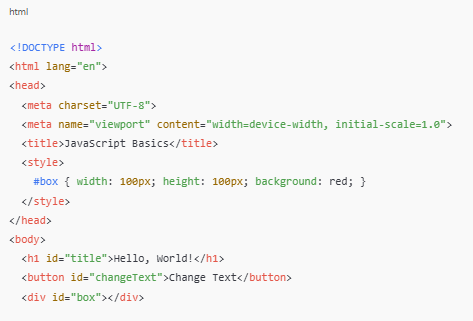 html
<!DOCTYPE html>
<html lang="en">
<head>
  <meta charset="UTF-8">
  <meta name="viewport" content="width=device-width, initial-scale=1.0">
  <title>JavaScript Basics</title>
  <style>
    #box { width: 100px; height: 100px; background: red; }
  </style>
</head>
<body>
  <h1 id="title">Hello, World!</h1>
  <button id="changeText">Change Text</button>
  <div id="box"></div>